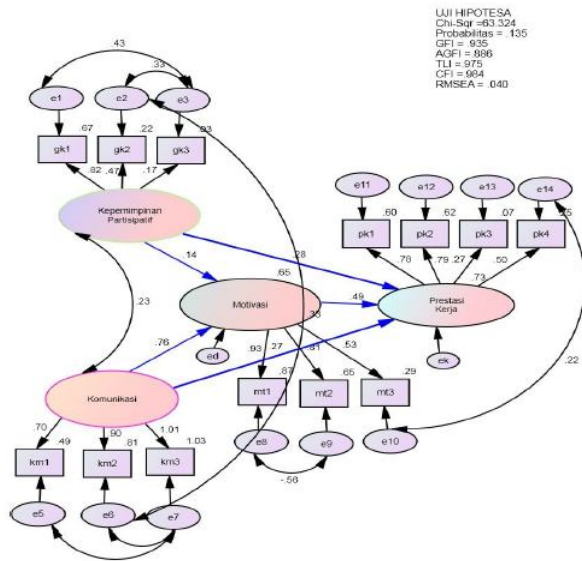 UJI HIPOTESA
Chi-Sqr =63.324
Probabilitas = .135
GFI = .935
AGFI = .886
TLI = .975
CFI = .984
RMSEA = .040
.43
.33
e1
e2
e3
.67
.22
.03
gk1
gk2
gk3
.82
.47
.17
Kepemimpinan
Partisipatif
e11
e12
e13
e14
.60
.62
.07
pk1
pk2
pk3
pk4
.78
.79
.27
.50
.73
Prestasi
Kerja
.28
.14
.65
.49
Motivasi
.23
.76
ed
ek
.22
.93
.27
.53
.87
.65
.29
mt1
mt2
mt3
e8
e9
e10
-.56
Komunikasi
.70
.90
1.01
.49
.81
1.03
km1
km2
km3
e5
e6
e7